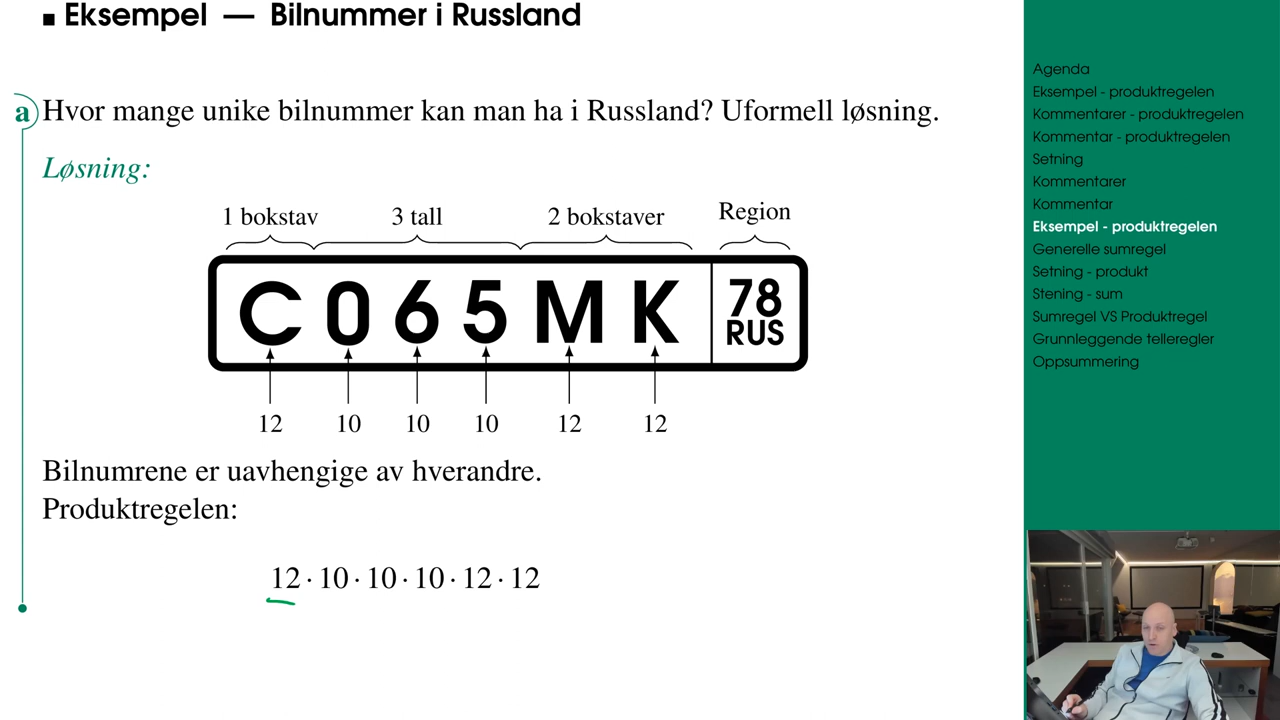 ▪ Eksempel — Bilnummer i Russland
a Hvor mange unike bilnummer kan man ha i Russland? Uformell løsning.
Løsning:
1 bokstav 3 tall 2 bokstaver Region
C 0 6 5 M K 78
RUS
12 10 10 10 12 12
Bilnumrene er uavhengige av hverandre.
Produktregelen:
12 · 10 · 10 · 10 · 12 · 12
Agenda
Eksempel - produktregelen
Kommentarer - produktregelen
Kommentar - produktregelen
Setning
Kommentarer
Kommentar
Eksempel - produktregelen
Generelle sumregel
Setning - produkt
Stening - sum
Sumregel VS Produktregel
Grunnleggende telleregler
Oppsummering